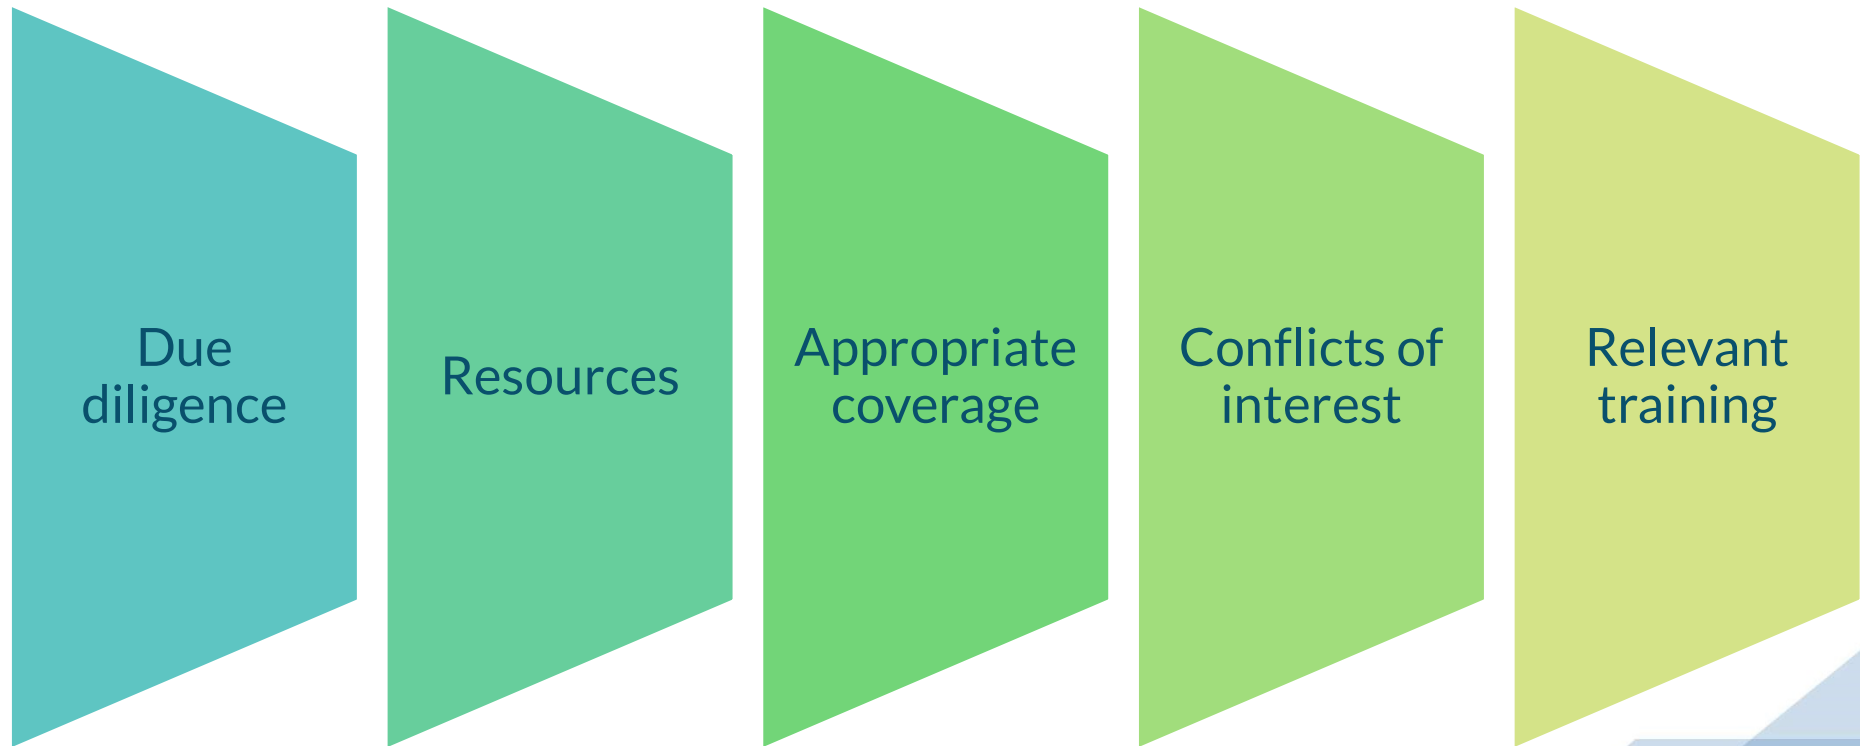 Due
diligence
Resources
Appropriate
coverage
Conflicts of
interest
Relevant
training